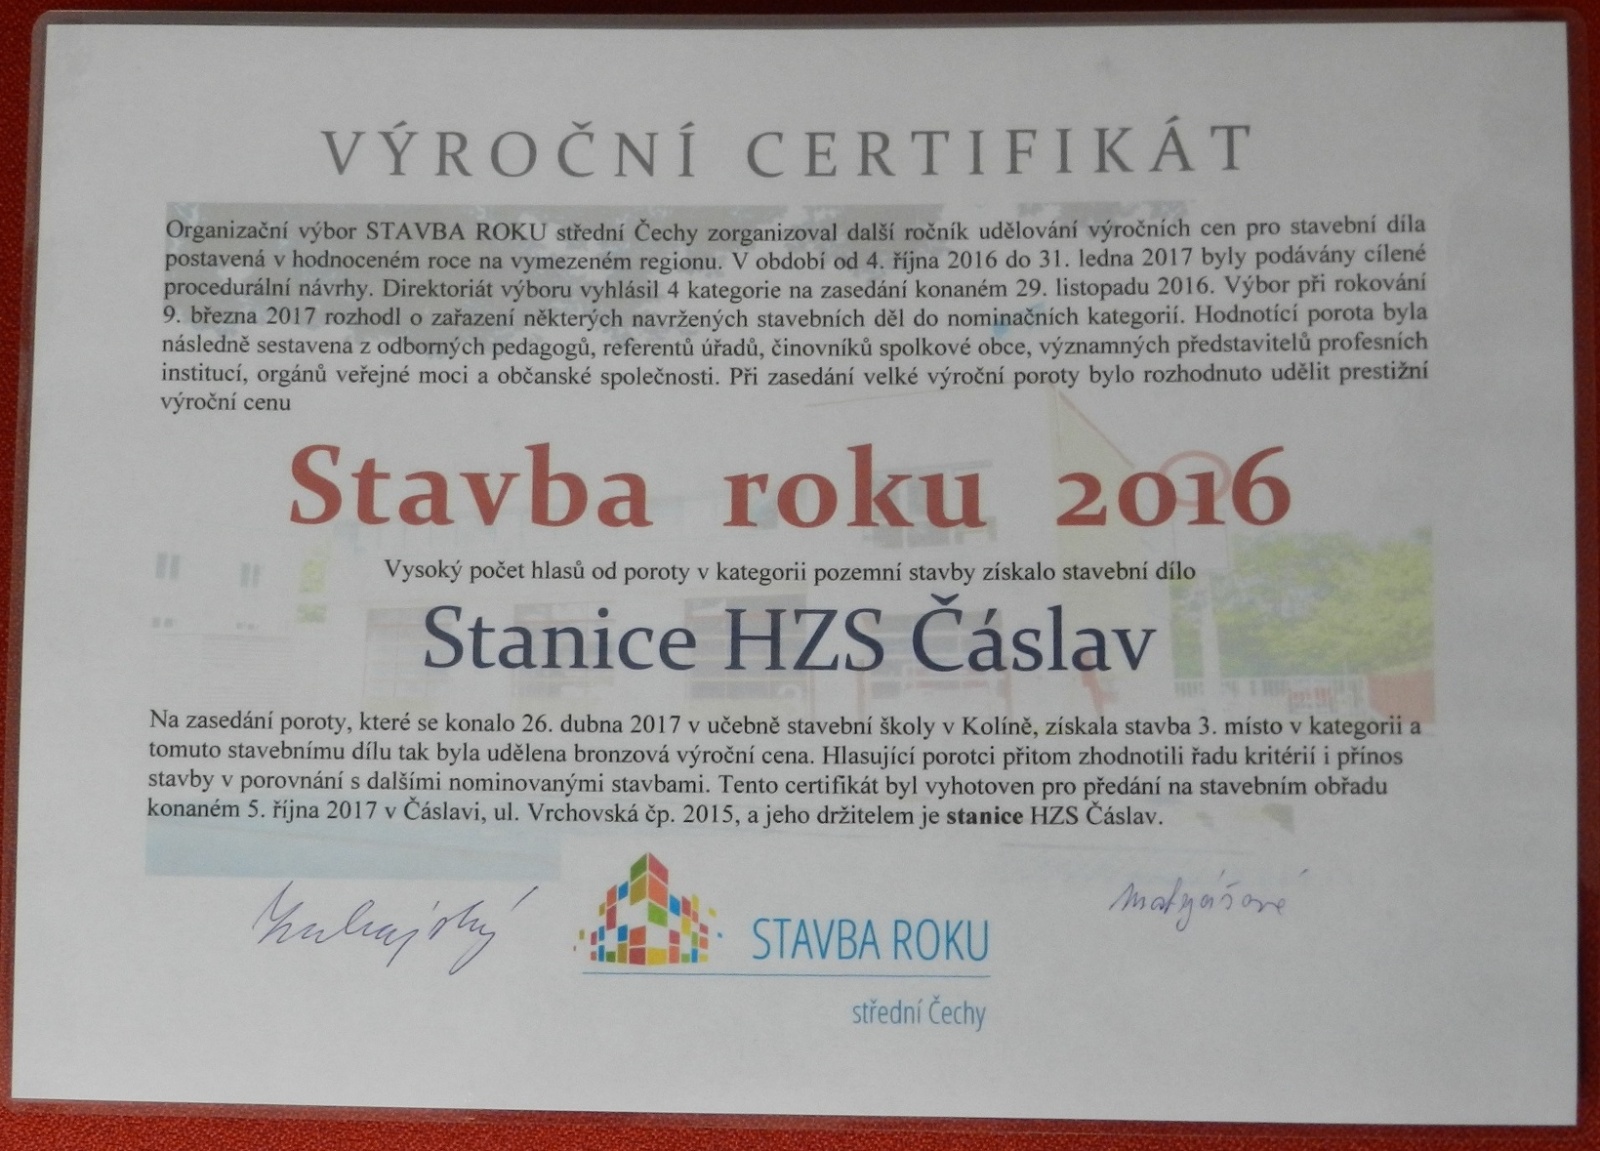 VÝROČNÍ CERTIFIKÁT
Organizační výbor STAVBA ROKU střední Čechy zorganizoval další ročník udělování výročních cen pro stavební díla
postavená v hodnoceném roce na vymezeném regionu. V období od 4. října 2016 do 31. ledna 2017 byly podávány cílené
procedurální návrhy. Direktoriát výboru vyhlásil 4 kategorie na zasedání konaném 29. listopadu 2016. Výbor při rokování
9. března 2017 rozhodl o zařazení některých navržených stavebních děl do nominačních kategorií. Hodnotící porota byla
následně sestavena z odborných pedagogů, referentů úřadů, činovníků spolkové obce, významných představitelů profesních
institucí, orgánů veřejné moci a občanské společnosti. Při zasedání velké výroční poroty bylo rozhodnuto udělit prestižní
výroční cenu
Stavba roku 2016
Vysoký počet hlasů od poroty v kategorii pozemní stavby získalo stavební dílo
Stanice HZS Čáslav
Na zasedání poroty, které se konalo 26. dubna 2017 v učebně stavební školy v Kolíně, získala stavba 3. místo v kategorii a
tomuto stavebnímu dílu tak byla udělena bronzová výroční cena. Hlasující porotci přitom zhodnotili řadu kritérií i přínos
stavby v porovnání s dalšími nominovanými stavbami. Tento certifikát byl vyhotoven pro předání na stavebním obřadu
konaném 5. října 2017 v Čáslavi, ul. Vrchovská čp. 2015, a jeho držitelem je stanice HZS Čáslav.
STAVBA ROKU
střední Čechy